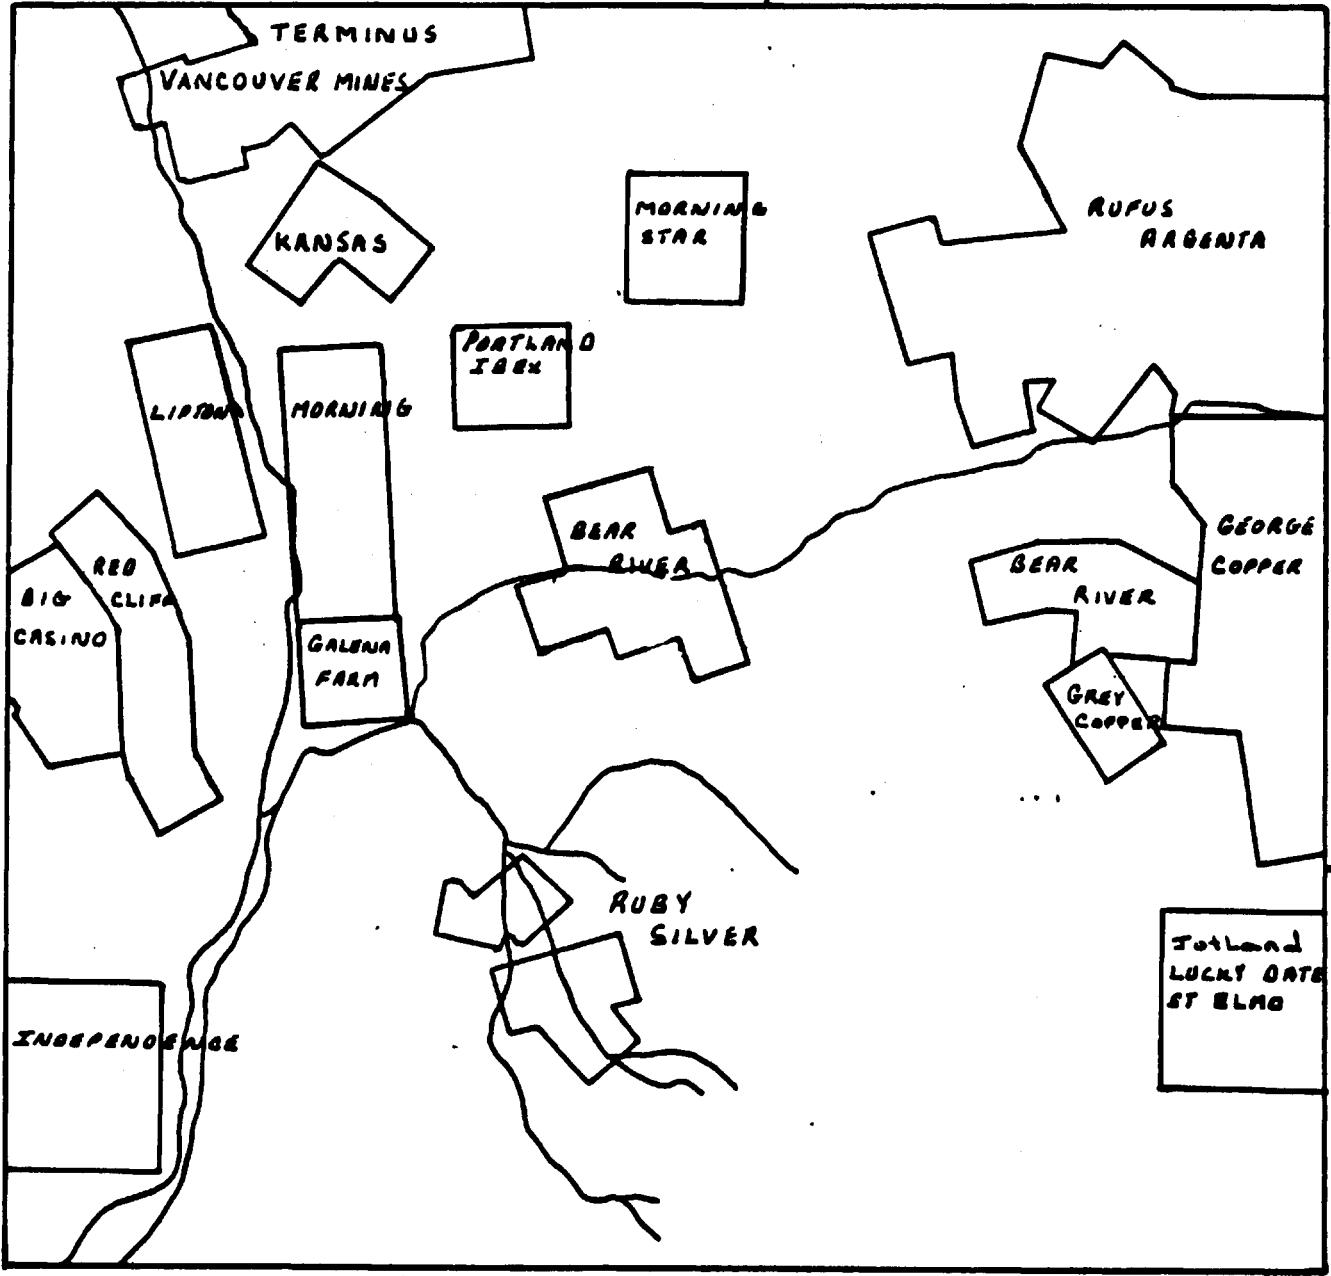 TERMINUS
VANCOUVER MINES
KANSAS
MORNING
STAR
RUFUS
ARGENTA
PORTLAND
IBEX
LIPTON
MORNING
BEAR
RIVER
GEORGE
COPPER
BEAR
RIVER
RED
CLIFF
BIG
CASINO
GALENA
FARM
GREY
COPPER
RUBY
SILVER
Jutland
LUCKY DATE
ST ELMO
INDEPENDENCE